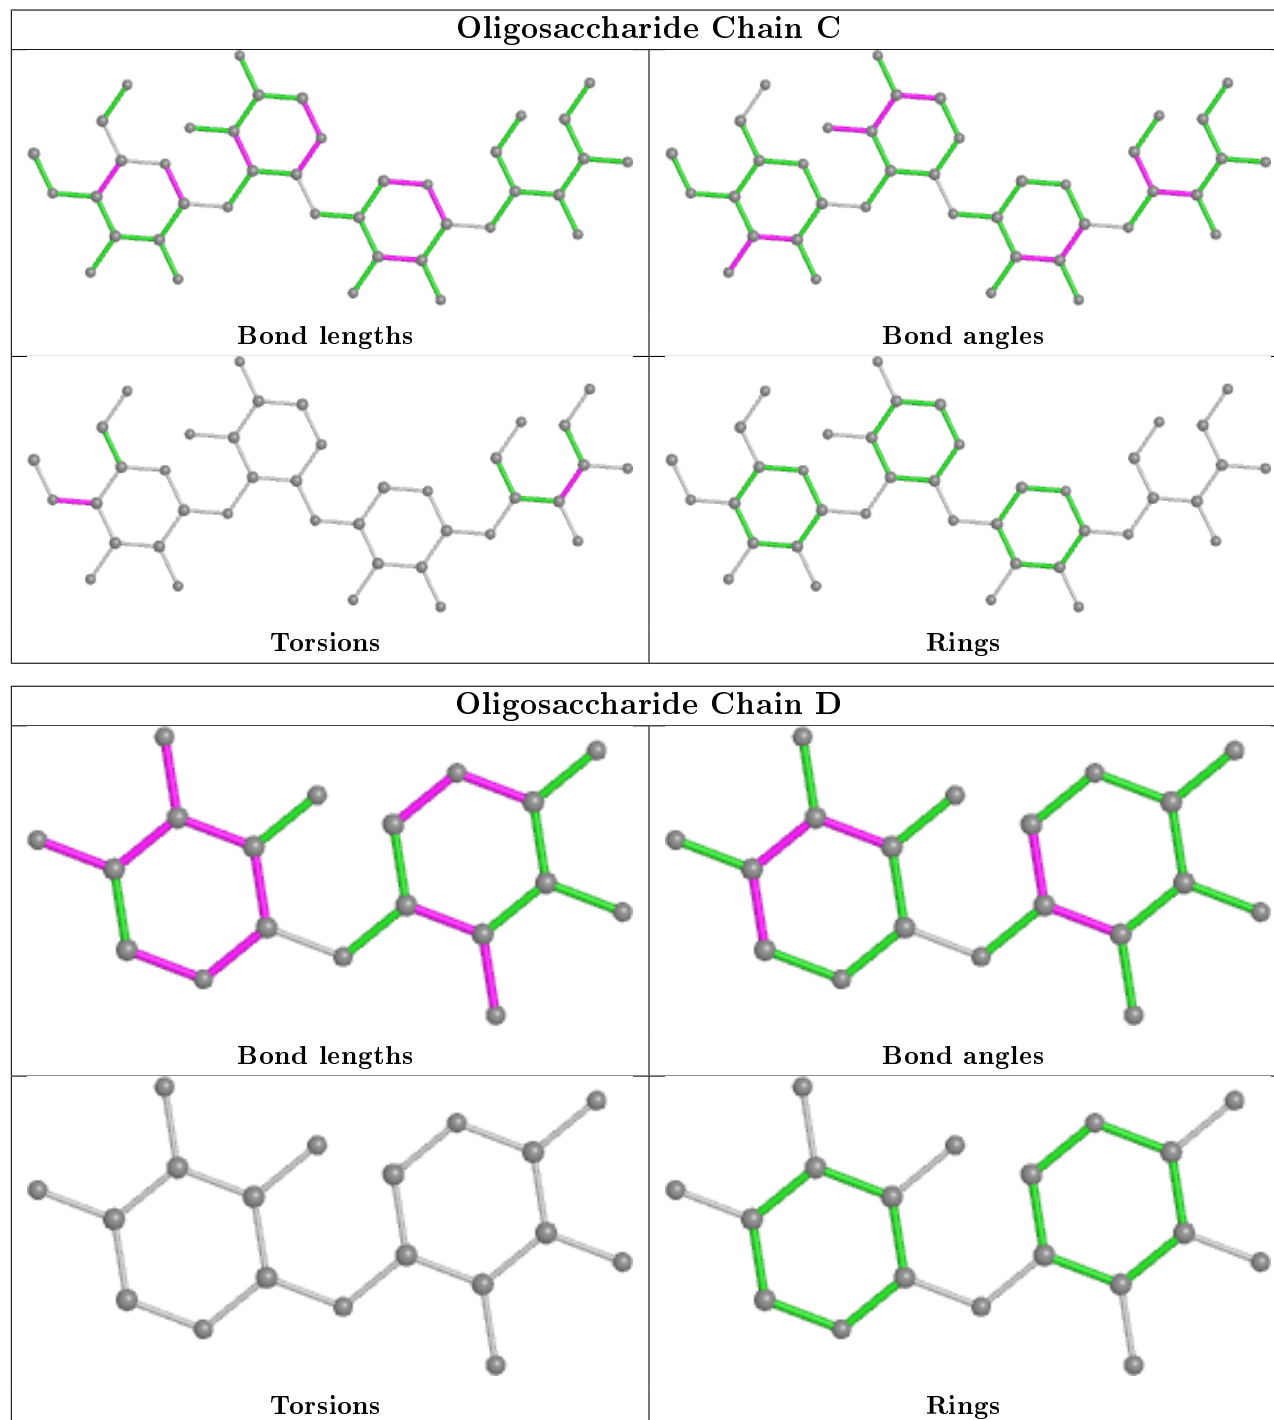 Oligosaccharide Chain C
Bond lengths
Bond angles
Torsions
Rings
Oligosaccharide Chain D
Bond lengths
Bond angles
Torsions
Rings